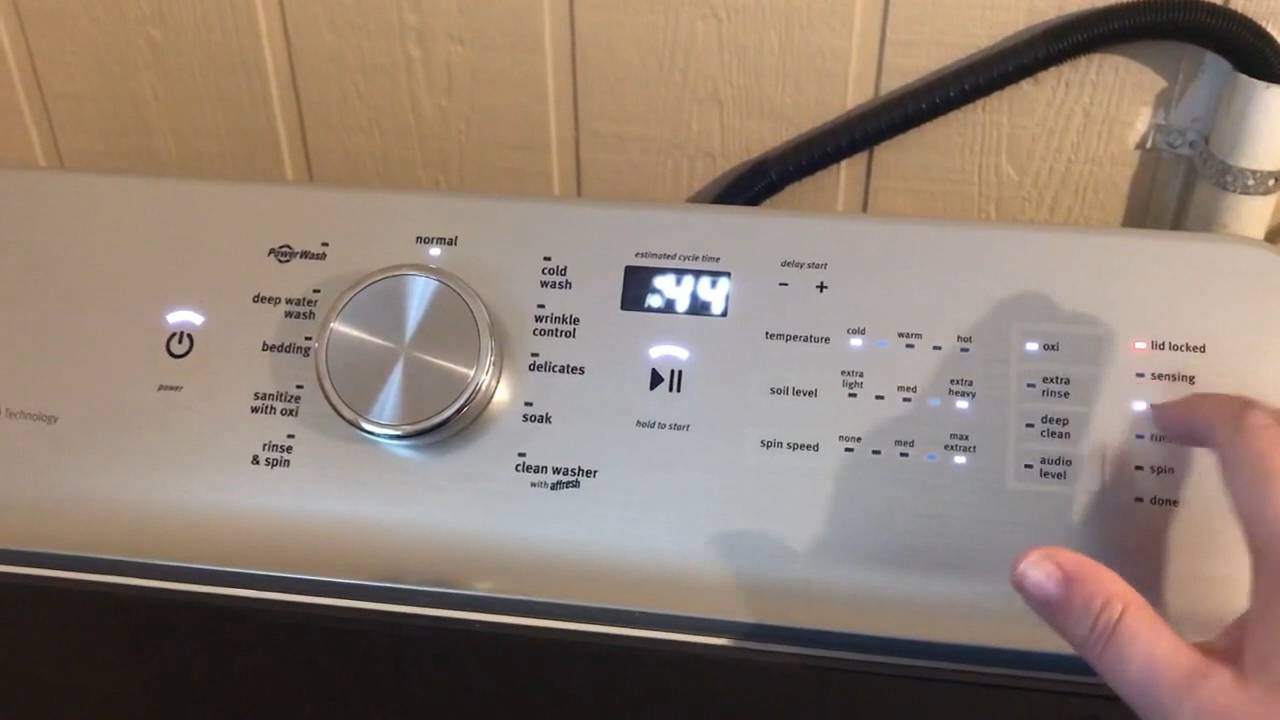 Technology
power
PowerWash
deep water
wash
bedding
sanitize
with oxi
rinse
& spin
normal
cold
wash
wrinkle
control
delicates
soak
clean washer
with affresh
estimated cycle time
:44
hold to start
delay start
- +
temperature
cold
warm
hot
soil level
extra
light
med
extra
heavy
spin speed
none
med
max
extract
oxi
extra
rinse
deep
clean
audio
level
lid locked
sensing
spin
done